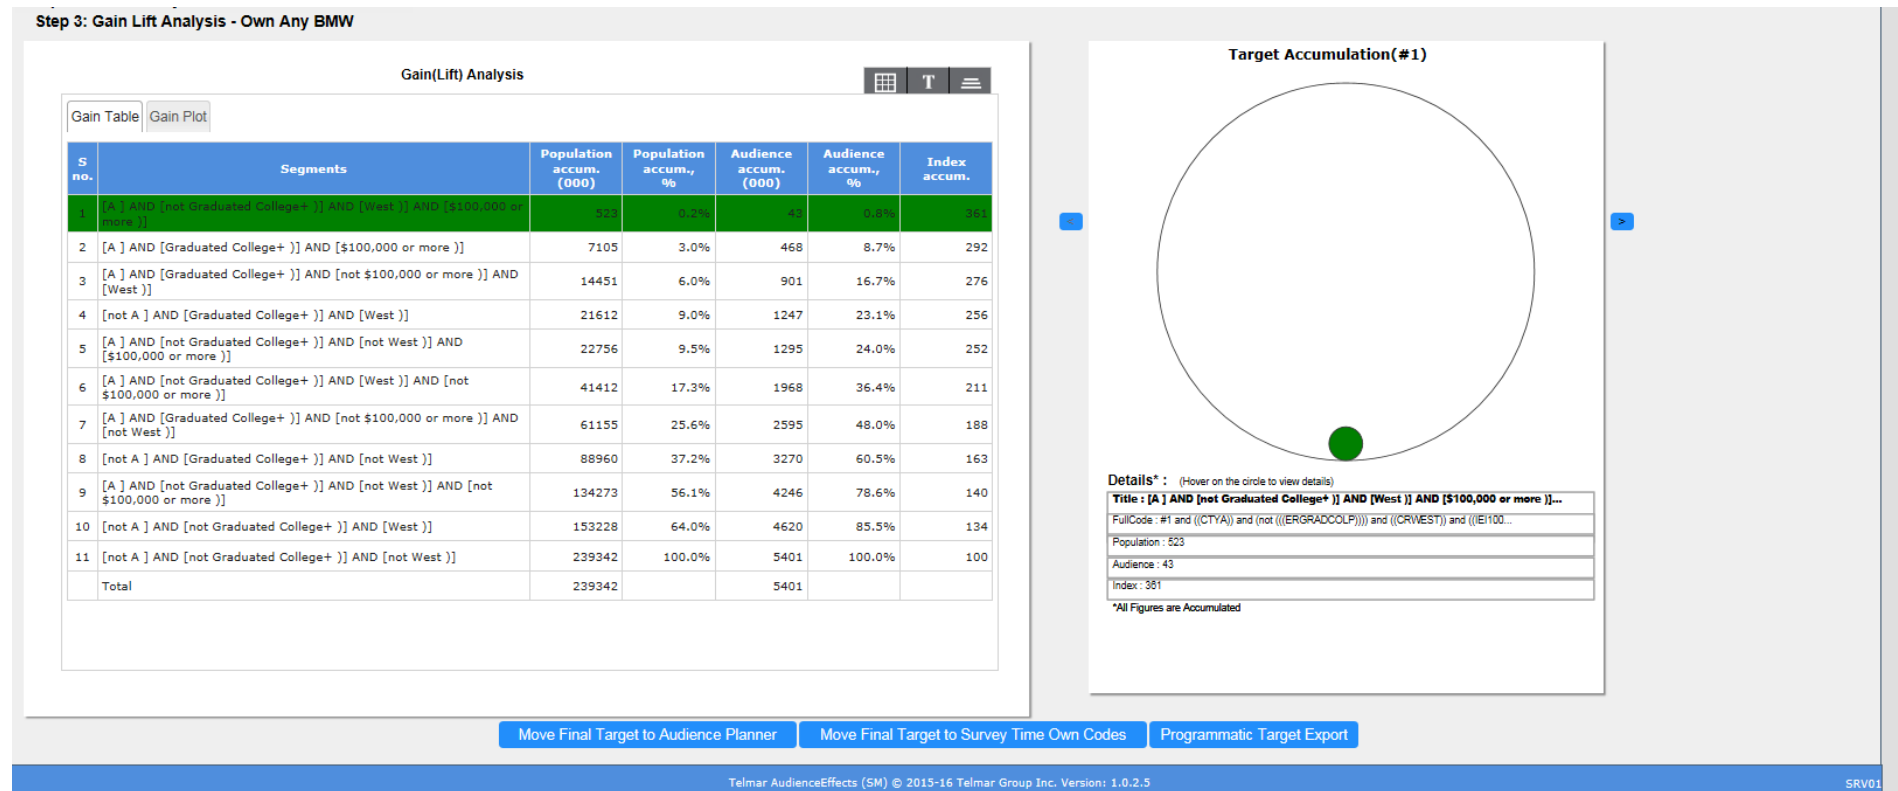 Step 3: Gain Lift Analysis - Own Any BMW
Gain(Lift) Analysis
T
Gain Table Gain Plot
S no. Segments Population accum. (000) Population accum., % Audience accum. (000) Audience accum., % Index accum.
1 [A ] AND [not Graduated College+ )] AND [West )] AND [$100,000 or more )] 523 0.2% 43 0.8% 361
2 [A ] AND [Graduated College+ )] AND [$100,000 or more )] 7105 3.0% 468 8.7% 292
3 [A ] AND [Graduated College+ )] AND [not $100,000 or more )] AND [West )] 14451 6.0% 901 16.7% 276
4 [not A ] AND [Graduated College+ )] AND [West )] 21612 9.0% 1247 23.1% 256
5 [A ] AND [not Graduated College+ )] AND [not West )] AND [$100,000 or more )] 22756 9.5% 1295 24.0% 252
6 [A ] AND [not Graduated College+ )] AND [West )] AND [not $100,000 or more )] 41412 17.3% 1968 36.4% 211
7 [A ] AND [Graduated College+ )] AND [not $100,000 or more )] AND [not West )] 61155 25.6% 2595 48.0% 188
8 [not A ] AND [Graduated College+ )] AND [not West )] 88960 37.2% 3270 60.5% 163
9 [A ] AND [not Graduated College+ )] AND [not West )] AND [not $100,000 or more )] 134273 56.1% 4246 78.6% 140
10 [not A ] AND [not Graduated College+ )] AND [West )] 153228 64.0% 4620 85.5% 134
11 [not A ] AND [not Graduated College+ )] AND [not West )] 239342 100.0% 5401 100.0% 100
Total 239342 5401
Target Accumulation(#1)
<
>
Details* : (Hover on the circle to view details)
Title : [A ] AND [not Graduated College+ )] AND [West )] AND [$100,000 or more )]...
FullCode : #1 and ((CTYA)) and (not (((ERGRADCOLP)))) and ((CRWEST)) and (((IEI100...
Population : 523
Audience : 43
Index : 361
*All Figures are Accumulated
Move Final Target to Audience Planner Move Final Target to Survey Time Own Codes Programmatic Target Export
Telmar AudienceEffects (SM) © 2015-16 Telmar Group Inc. Version: 1.0.2.5
SRV01